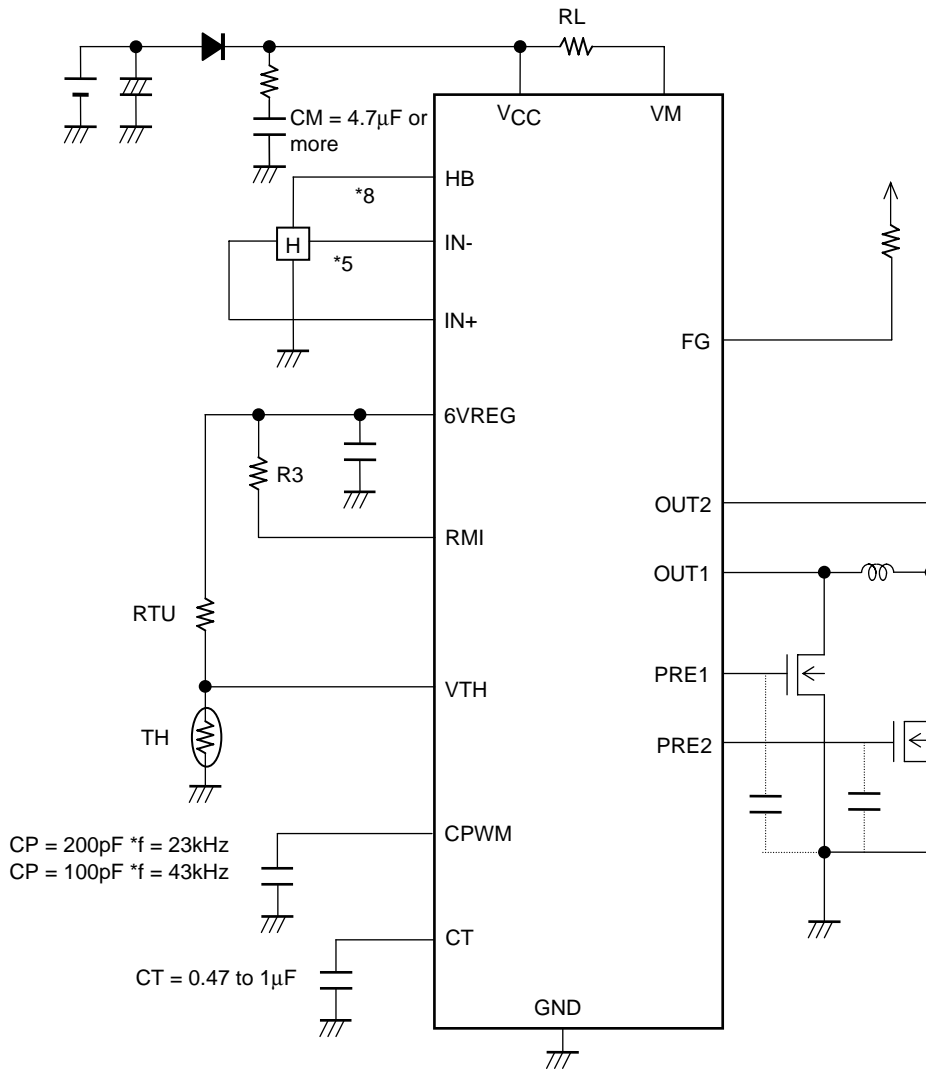 RL
VCC
VM
CM = 4.7μF or
more
HB
*8
H
IN-
*5
IN+
FG
6VREG
R3
OUT2
RMI
OUT1
RTU
PRE1
VTH
TH
PRE2
CPWM
CP = 200pF *f = 23kHz
CP = 100pF *f = 43kHz
CT
CT = 0.47 to 1μF
GND